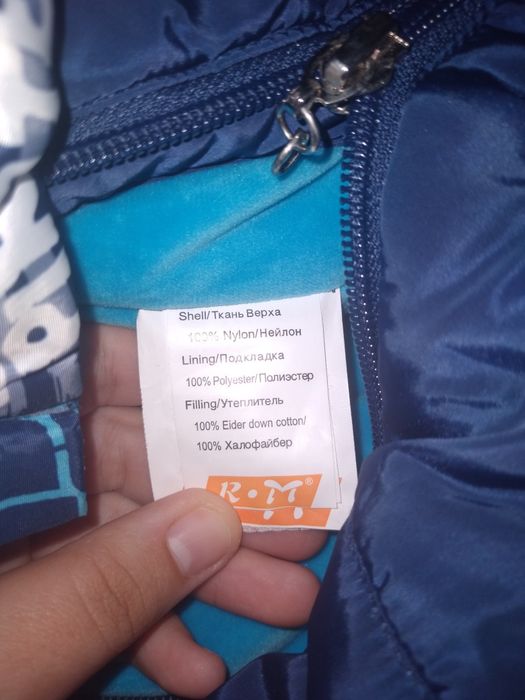 Shell/Ткань Верха
100% Nylon/Нейлон
Lining/Подкладка
100% Polyester/Полиэстер
Filling/Утеплитель
100% Eider down cotton/
100% Халофайбер
R·M®